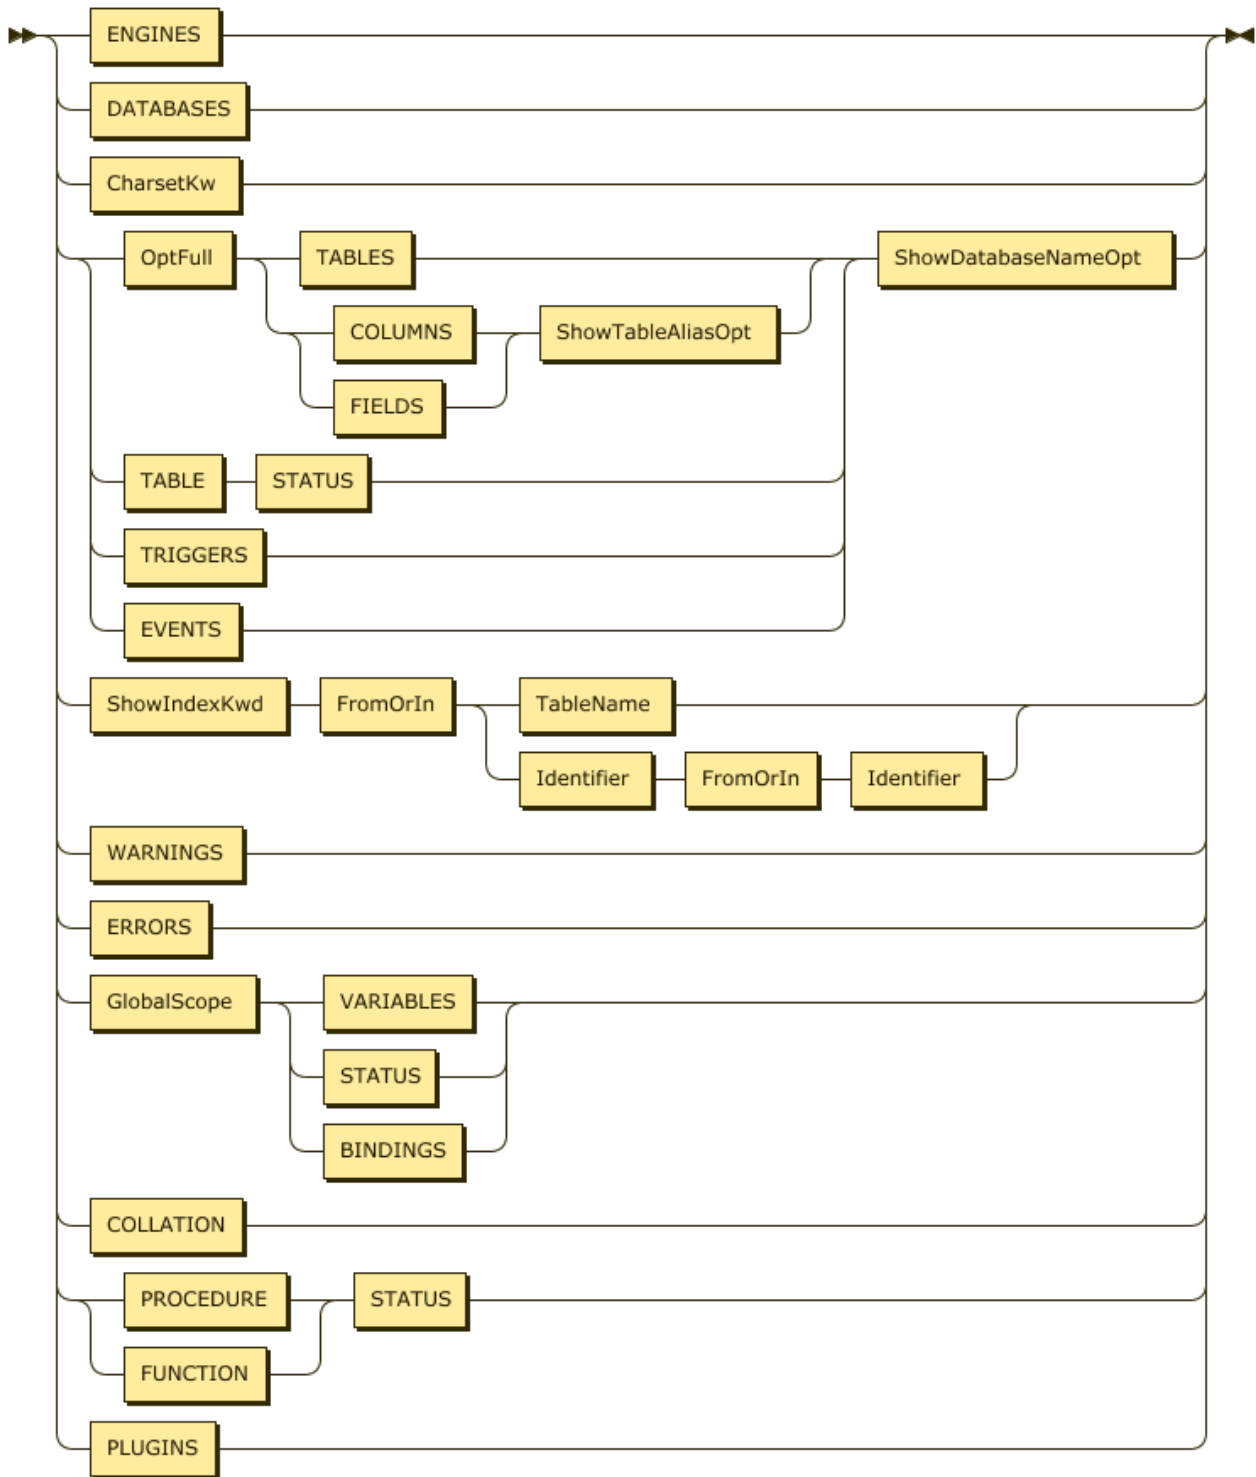 ENGINES
DATABASES
CharsetKw
OptFull TABLES ShowDatabaseNameOpt
COLUMNS ShowTableAliasOpt
FIELDS
TABLE STATUS
TRIGGERS
EVENTS
ShowIndexKwd FromOrIn TableName
Identifier FromOrIn Identifier
WARNINGS
ERRORS
GlobalScope VARIABLES
STATUS
BINDINGS
COLLATION
PROCEDURE STATUS
FUNCTION
PLUGINS